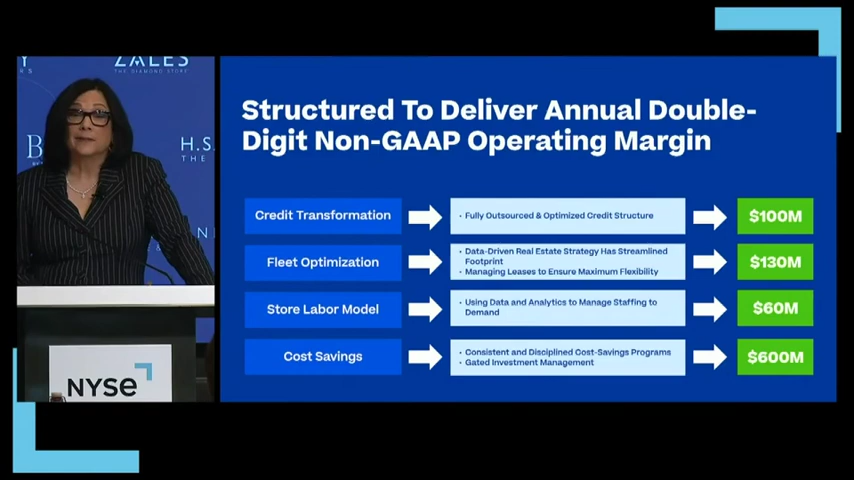 ZALES
THE DIAMOND STORE
H.S.
THE
NYSE
Structured To Deliver Annual Double-
Digit Non-GAAP Operating Margin
Credit Transformation
• Fully Outsourced & Optimized Credit Structure
$100M
Fleet Optimization
• Data-Driven Real Estate Strategy Has Streamlined
Footprint
• Managing Leases to Ensure Maximum Flexibility
$130M
Store Labor Model
• Using Data and Analytics to Manage Staffing to
Demand
$60M
Cost Savings
• Consistent and Disciplined Cost-Savings Programs
• Gated Investment Management
$600M